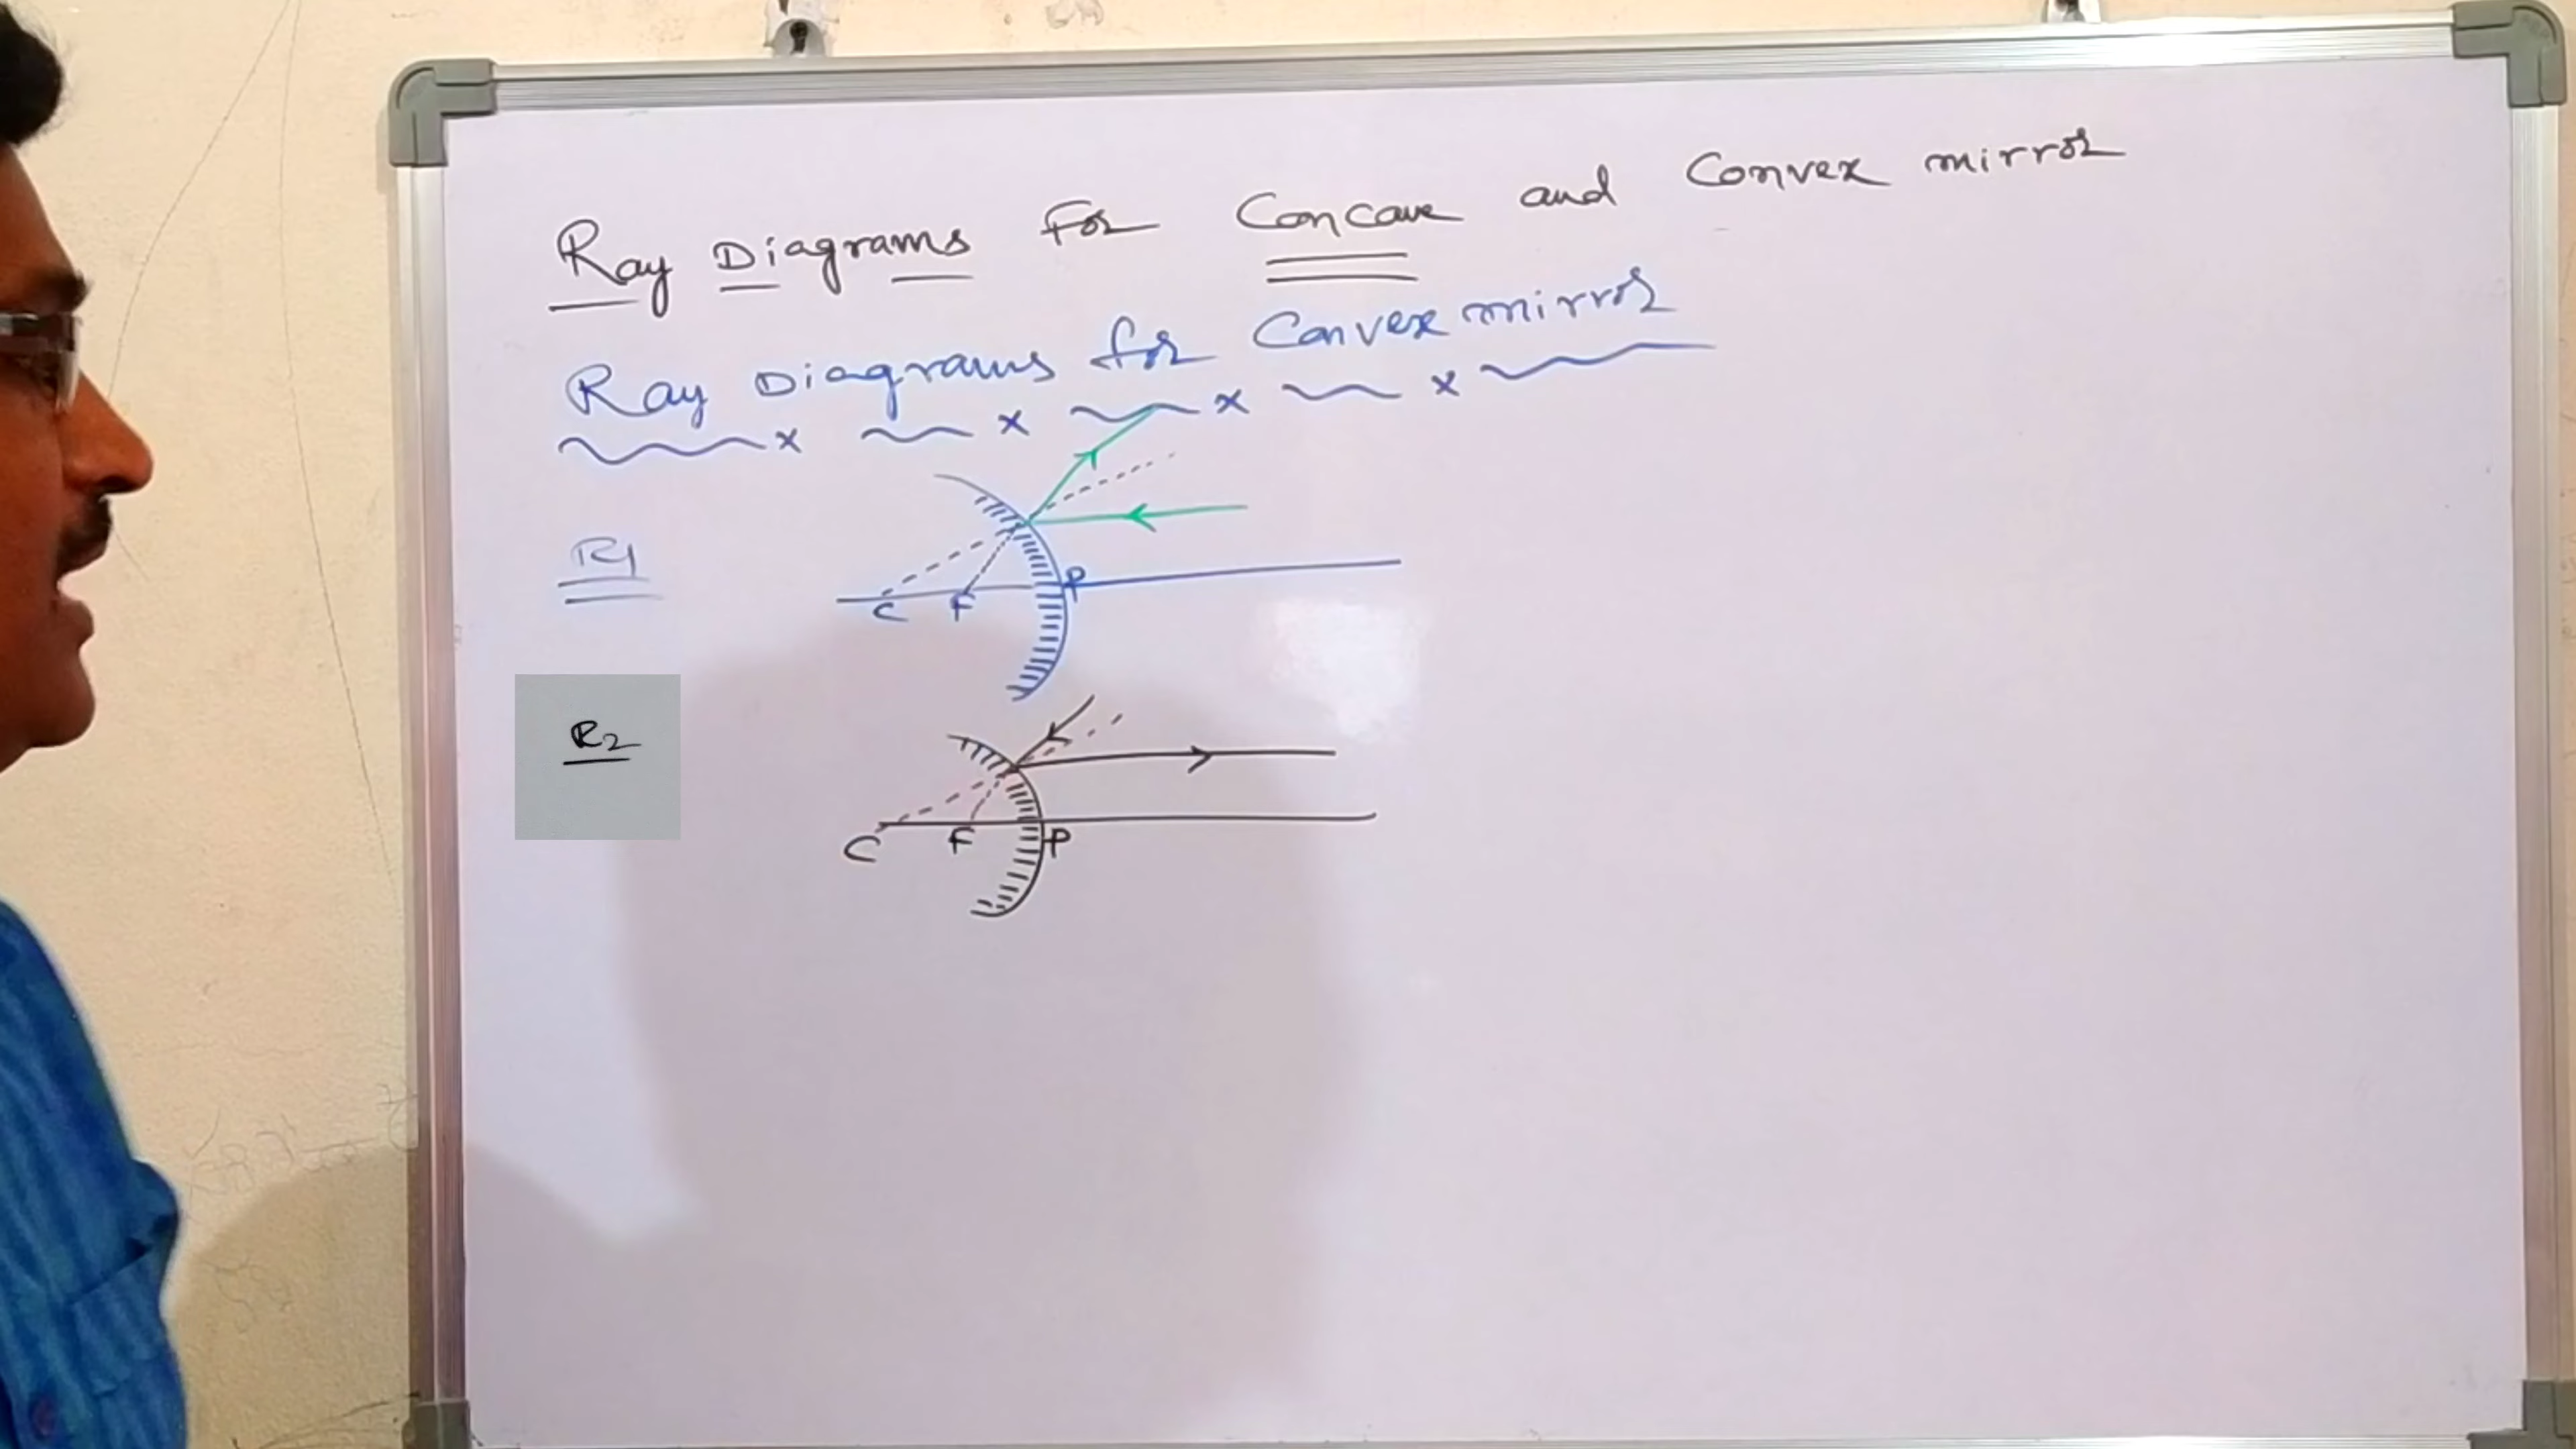 Ray Diagrams For Concave and Convex mirror
Ray Diagrams for Convex mirror
R1
C F P
R2
C F P